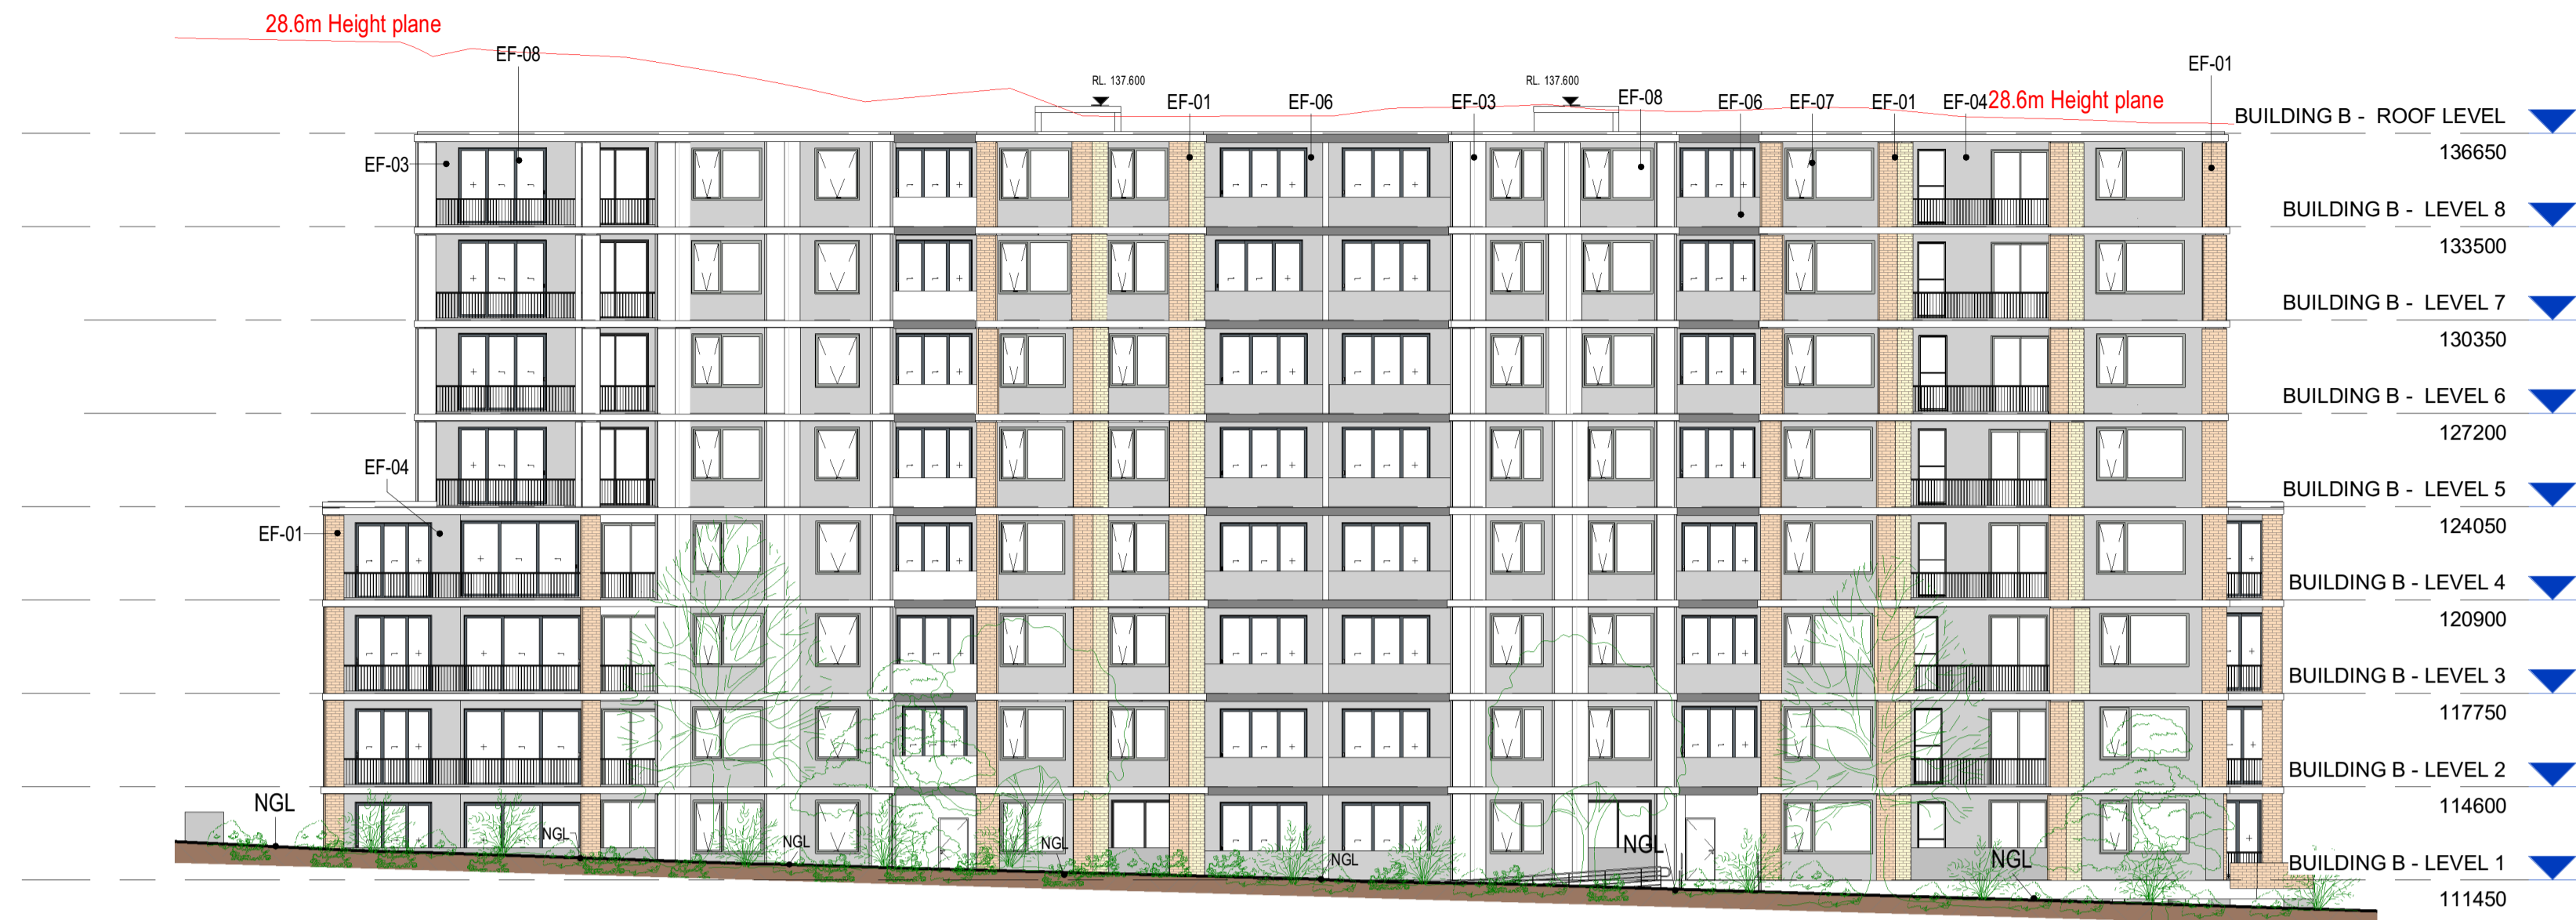 28.6m Height plane
EF-08
EF-01
RL. 137.600
RL. 137.600
EF-01
EF-06
EF-03
EF-08
EF-06
EF-07
EF-01
EF-04
28.6m Height plane
BUILDING B - ROOF LEVEL
136650
EF-03
BUILDING B - LEVEL 8
133500
BUILDING B - LEVEL 7
130350
BUILDING B - LEVEL 6
127200
EF-04
BUILDING B - LEVEL 5
124050
EF-01
BUILDING B - LEVEL 4
120900
BUILDING B - LEVEL 3
117750
BUILDING B - LEVEL 2
114600
NGL
NGL
NGL
NGL
NGL
NGL
NGL
BUILDING B - LEVEL 1
111450